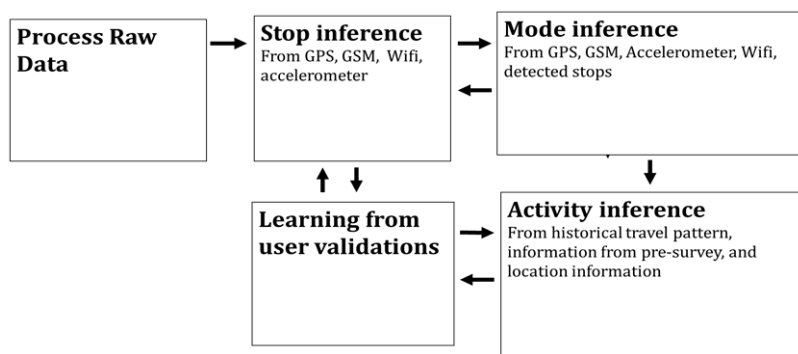 Process Raw
Data
Stop inference
From GPS, GSM, Wifi,
accelerometer
Mode inference
From GPS, GSM, Accelerometer, Wifi,
detected stops
Learning from
user validations
Activity inference
From historical travel pattern,
information from pre-survey, and
location information